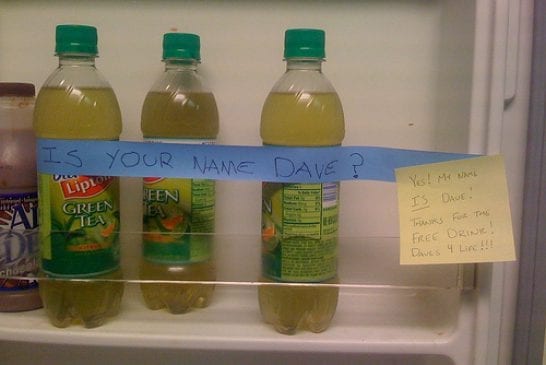 IS YOUR NAME DAVE?
YES! MY NAME
IS DAVE!
THANKS FOR THE
FREE DRINK!
DAVES 4 LIFE!!!
Lipton
GREEN
TEA
GREEN
TEA